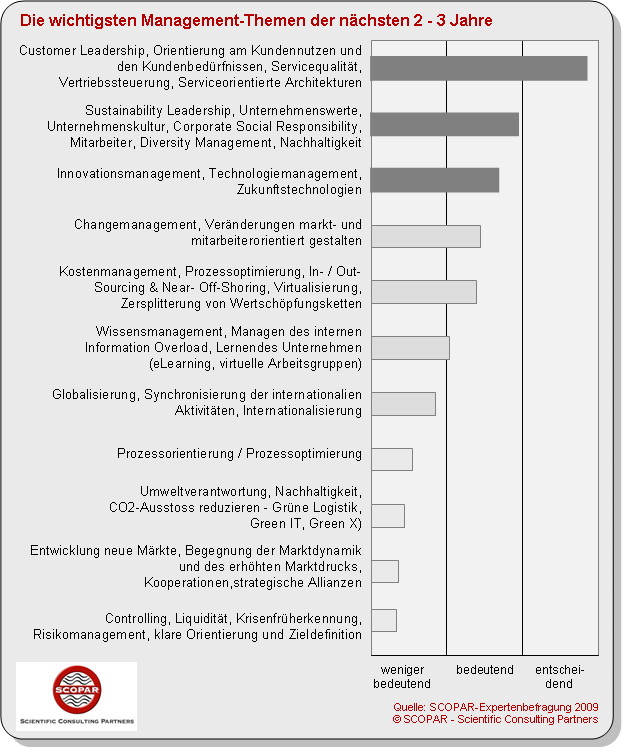 Die wichtigsten Management-Themen der nächsten 2 - 3 Jahre
Customer Leadership, Orientierung am Kundennutzen und
den Kundenbedürfnissen, Servicequalität,
Vertriebssteuerung, Serviceorientierte Architekturen
Sustainability Leadership, Unternehmenswerte,
Unternehmenskultur, Corporate Social Responsibility,
Mitarbeiter, Diversity Management, Nachhaltigkeit
Innovationsmanagement, Technologiemanagement,
Zukunftstechnologien
Changemanagement, Veränderungen markt- und
mitarbeiterorientiert gestalten
Kostenmanagement, Prozessoptimierung, In- / Out-
Sourcing & Near- Off-Shoring, Virtualisierung,
Zersplitterung von Wertschöpfungsketten
Wissensmanagement, Managen des internen
Information Overload, Lernendes Unternehmen
(eLearning, virtuelle Arbeitsgruppen)
Globalisierung, Synchronisierung der internationalien
Aktivitäten, Internationalisierung
Prozessorientierung / Prozessoptimierung
Umweltverantwortung, Nachhaltigkeit,
CO2-Ausstoss reduzieren - Grüne Logistik,
Green IT, Green X)
Entwicklung neue Märkte, Begegnung der Marktdynamik
und des erhöhten Marktdrucks,
Kooperationen,strategische Allianzen
Controlling, Liquidität, Krisenfrüherkennung,
Risikomanagement, klare Orientierung und Zieldefinition
weniger
bedeutend
bedeutend
entschei-
dend
SCOPAR
SCIENTIFIC CONSULTING PARTNERS
Quelle: SCOPAR-Expertenbefragung 2009
© SCOPAR - Scientific Consulting Partners